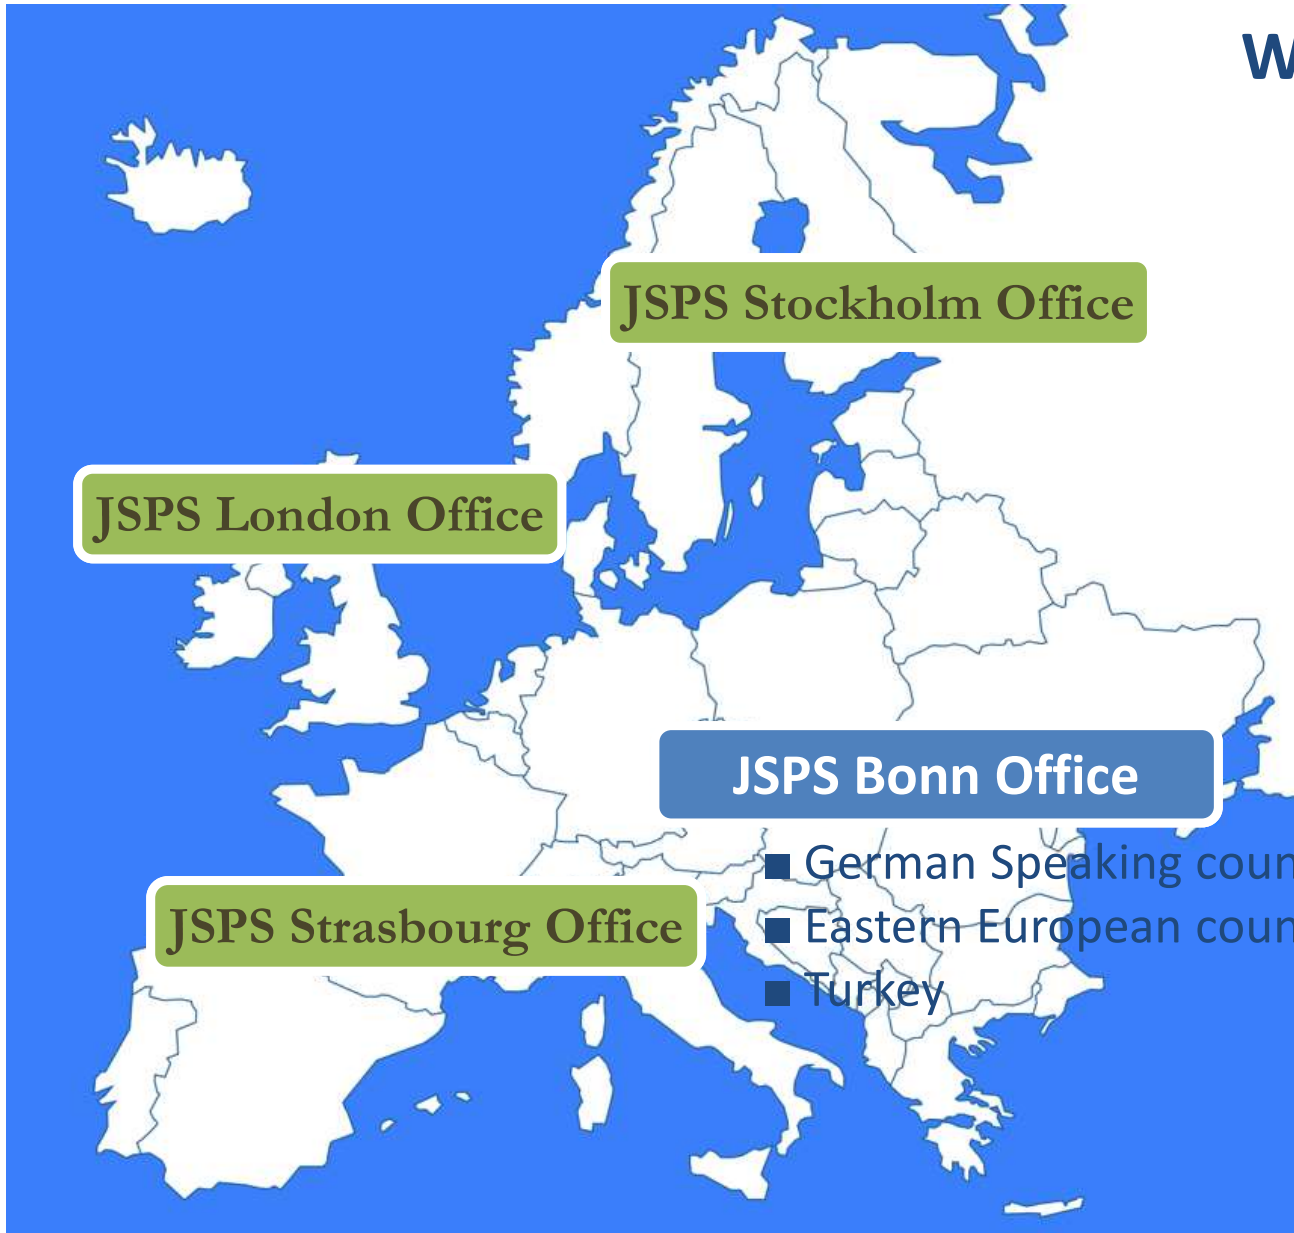 W
JSPS Stockholm Office
JSPS London Office
JSPS Bonn Office
■ German Speaking coun
■ Eastern European coun
■ Turkey
JSPS Strasbourg Office